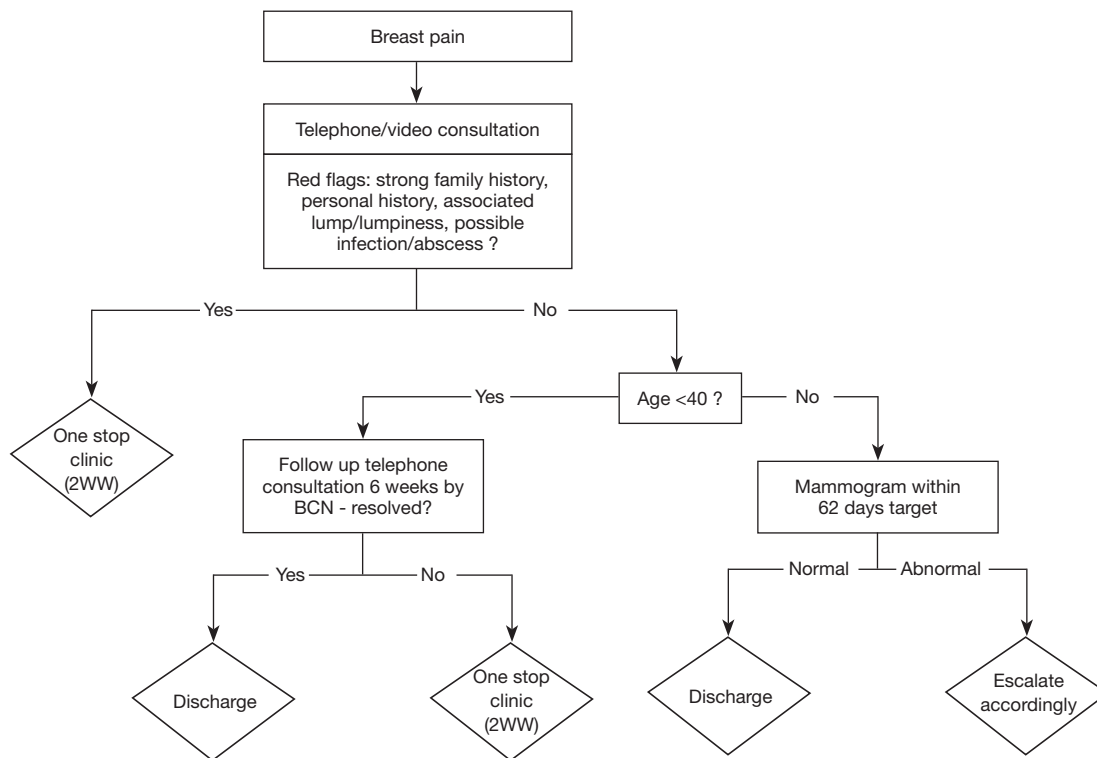 Breast pain
Telephone/video consultation
Red flags: strong family history,
personal history, associated
lump/lumpiness, possible
infection/abscess ?
Yes
No
Age <40 ?
Yes
No
One stop
clinic
(2WW)
Follow up telephone
consultation 6 weeks by
BCN - resolved?
Mammogram within
62 days target
Yes
No
Normal
Abnormal
Discharge
One stop
clinic
(2WW)
Discharge
Escalate
accordingly